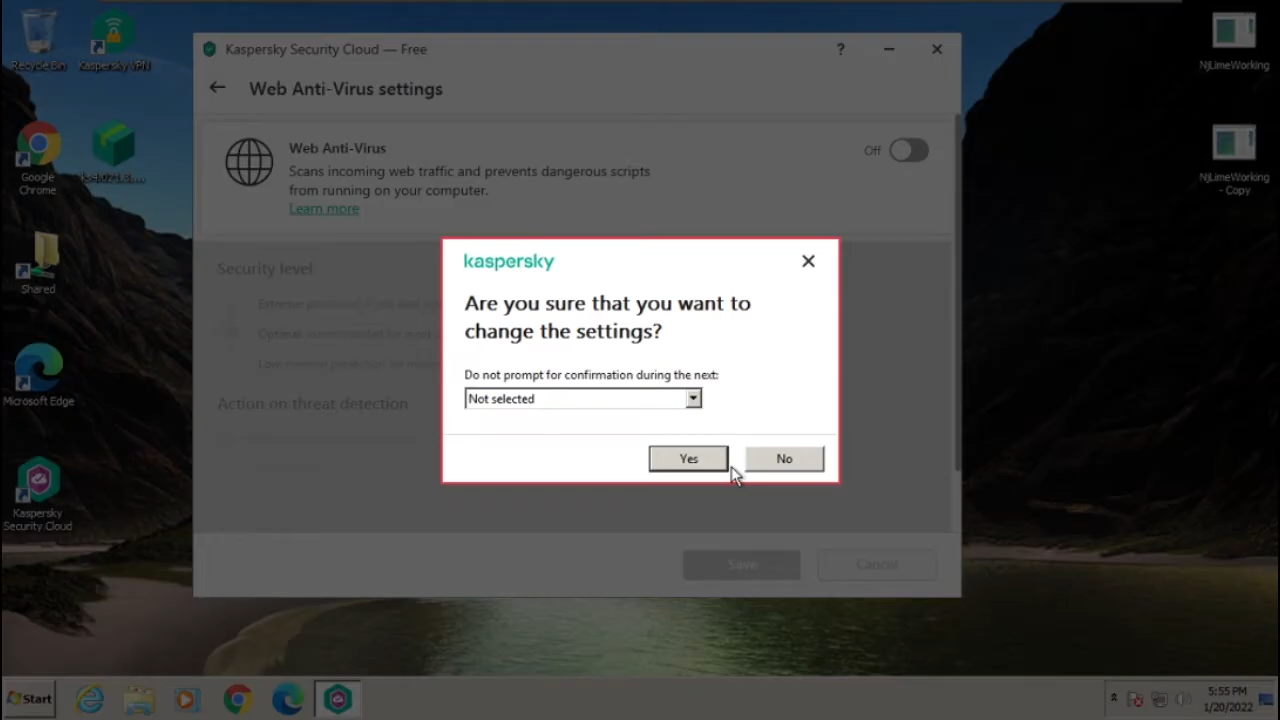 Recycle Bin
Kaspersky VPN
Google
Chrome
Shared
Microsoft Edge
Kaspersky
Security Cloud
NjLimeWorking
NjLimeWorking
- Copy
Kaspersky Security Cloud — Free
?
Web Anti-Virus settings
Web Anti-Virus
Off
Scans incoming web traffic and prevents dangerous scripts
from running on your computer.
Learn more
Security level
Extreme
Optimal
Low
Action on threat detection
kaspersky
Are you sure that you want to
change the settings?
Do not prompt for confirmation during the next:
Not selected
Yes
No
Save
Cancel
Start
5:55 PM
1/20/2022